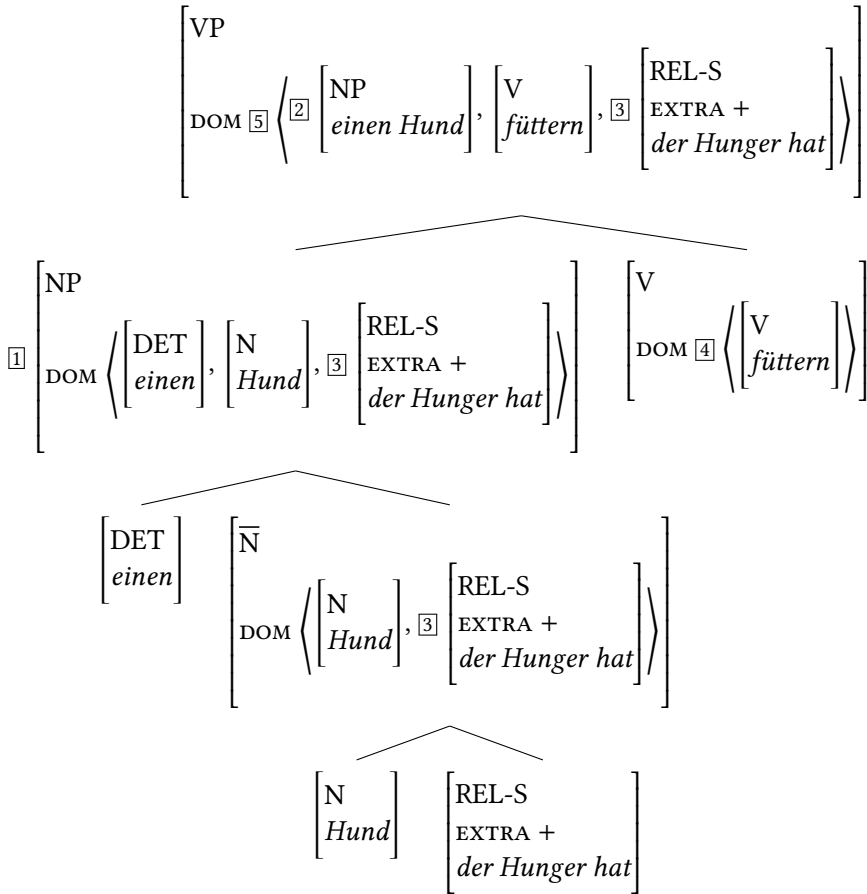 VP
DOM 5 ⟨ 2 [NP einen Hund], [V füttern], 3 [REL-S EXTRA + der Hunger hat] ⟩
1 NP
DOM ⟨ [DET einen], [N Hund], 3 [REL-S EXTRA + der Hunger hat] ⟩
V
DOM 4 ⟨ [V füttern] ⟩
DET
einen
N̅
DOM ⟨ [N Hund], 3 [REL-S EXTRA + der Hunger hat] ⟩
N
Hund
REL-S
EXTRA +
der Hunger hat